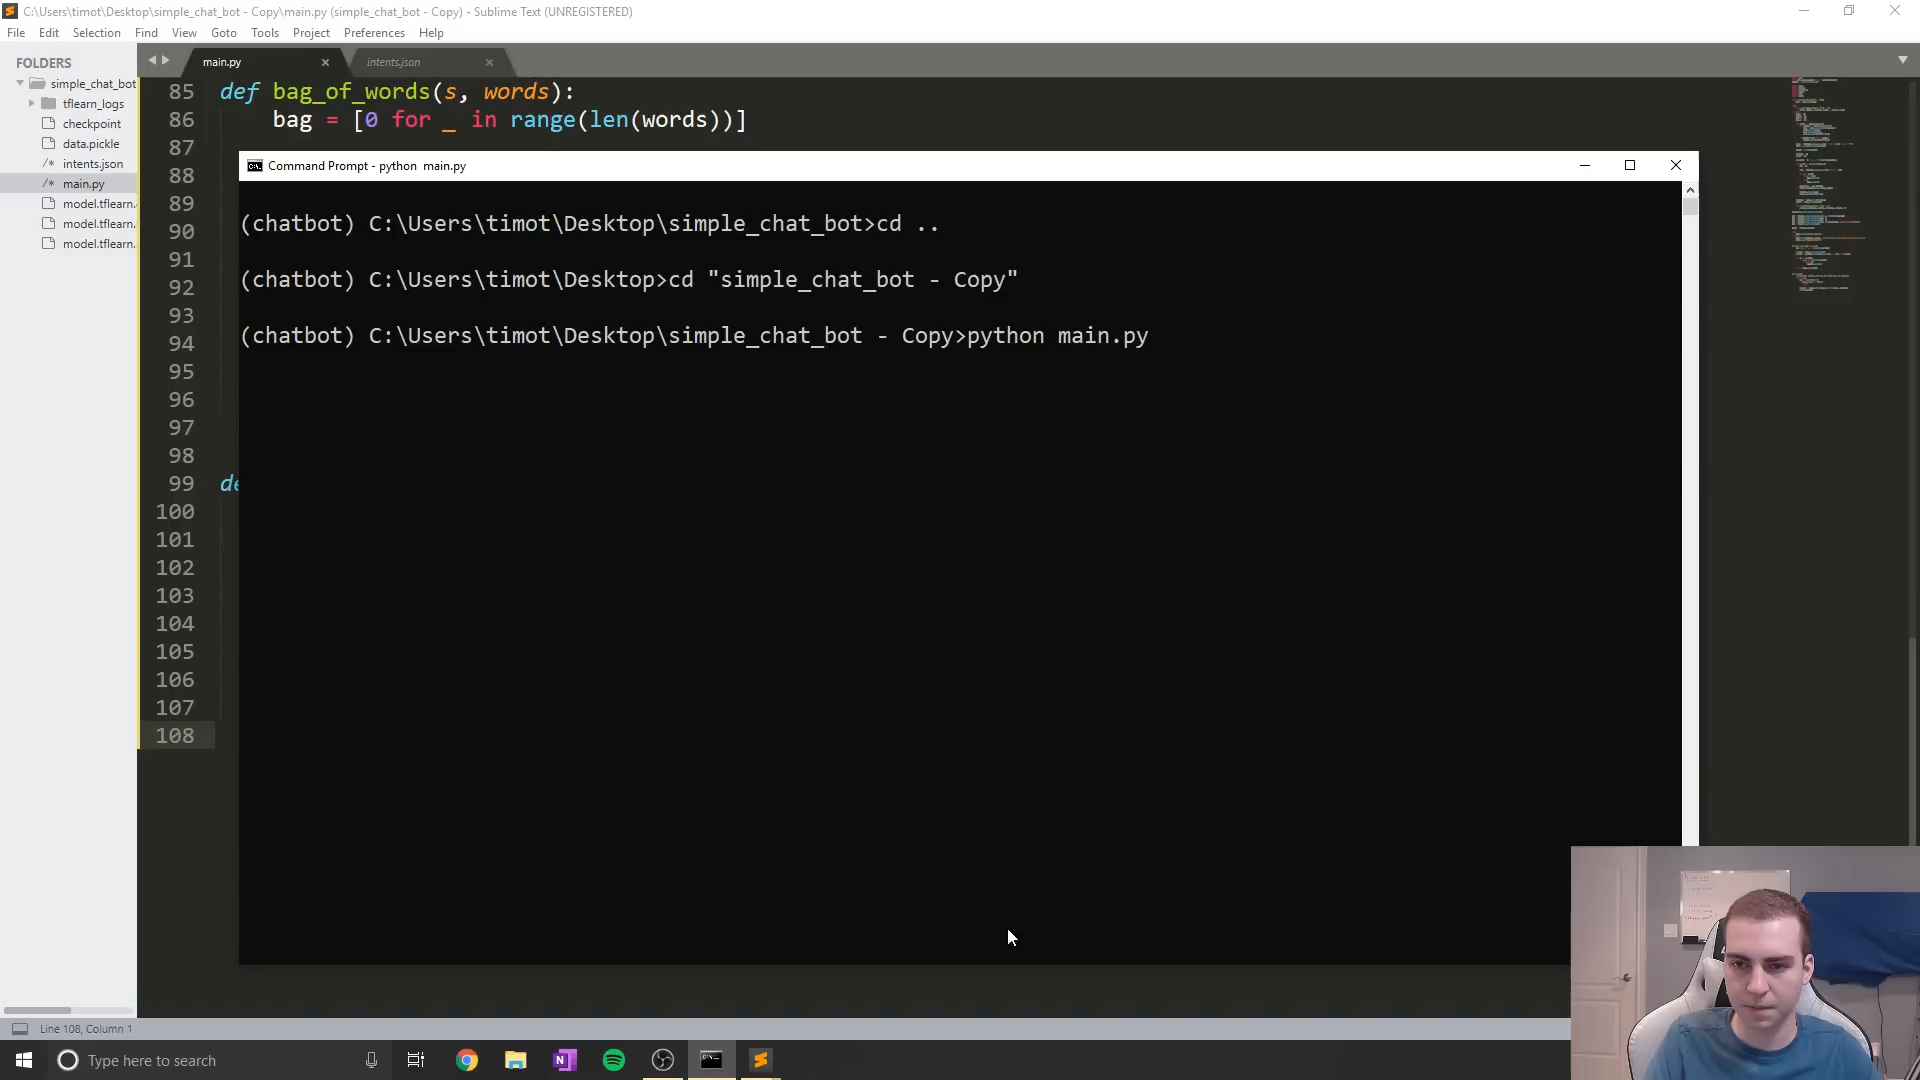 C:\Users\timot\Desktop\simple_chat_bot - Copy\main.py (simple_chat_bot - Copy) - Sublime Text (UNREGISTERED)
File Edit Selection Find View Goto Tools Project Preferences Help
FOLDERS
simple_chat_bot
tflearn_logs
checkpoint
data.pickle
/* intents.json
/* main.py
model.tflearn.
model.tflearn.
model.tflearn.
main.py
intents.json
85 def bag_of_words(s, words):
86 bag = [0 for _ in range(len(words))]
87
88
89
90
91
92
93
94
95
96
97
98
99 de
100
101
102
103
104
105
106
107
108
Command Prompt - python  main.py
(chatbot) C:\Users\timot\Desktop\simple_chat_bot>cd ..
(chatbot) C:\Users\timot\Desktop>cd "simple_chat_bot - Copy"
(chatbot) C:\Users\timot\Desktop\simple_chat_bot - Copy>python main.py
Line 108, Column 1
Type here to search